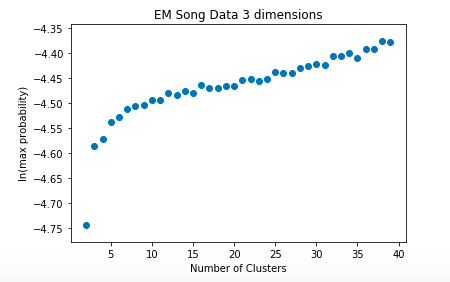 EM Song Data 3 dimensions
−4.35
−4.40
−4.45
−4.50
−4.55
−4.60
−4.65
−4.70
−4.75
ln(max probability)
5 10 15 20 25 30 35 40
Number of Clusters